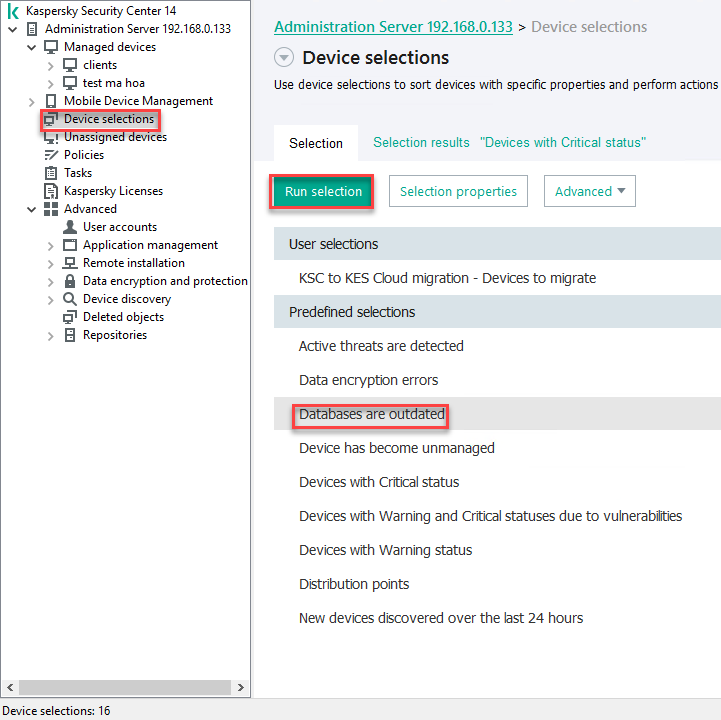 Kaspersky Security Center 14
Administration Server 192.168.0.133
Managed devices
clients
test ma hoa
Mobile Device Management
Device selections
Unassigned devices
Policies
Tasks
Kaspersky Licenses
Advanced
User accounts
Application management
Remote installation
Data encryption and protection
Device discovery
Deleted objects
Repositories
Device selections: 16
Administration Server 192.168.0.133 > Device selections
Device selections
Use device selections to sort devices with specific properties and perform actions
Selection
Selection results "Devices with Critical status"
Run selection
Selection properties
Advanced
User selections
KSC to KES Cloud migration - Devices to migrate
Predefined selections
Active threats are detected
Data encryption errors
Databases are outdated
Device has become unmanaged
Devices with Critical status
Devices with Warning and Critical statuses due to vulnerabilities
Devices with Warning status
Distribution points
New devices discovered over the last 24 hours